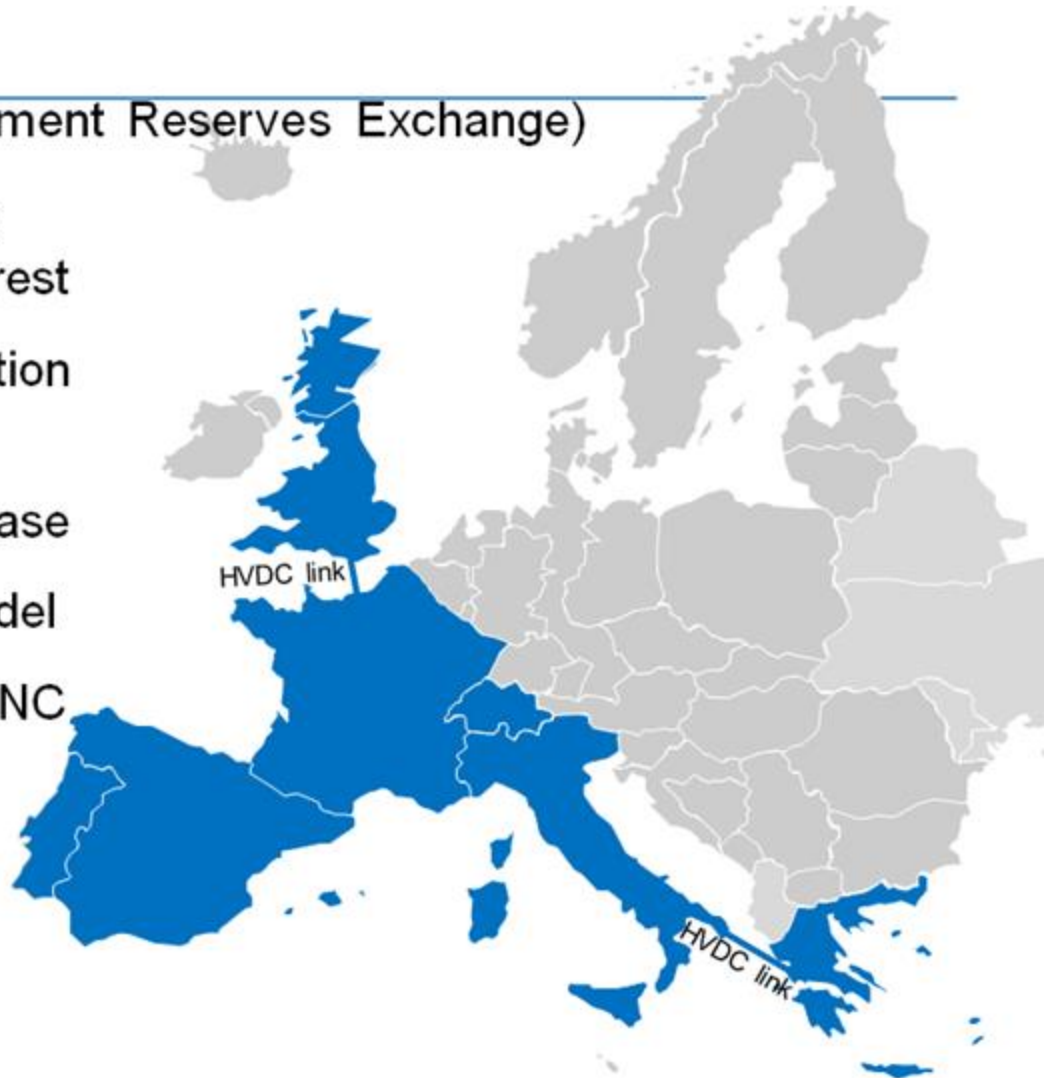 ment Reserves Exchange)
rest
tion
ase
HVDC link
del
NC
HVDC link